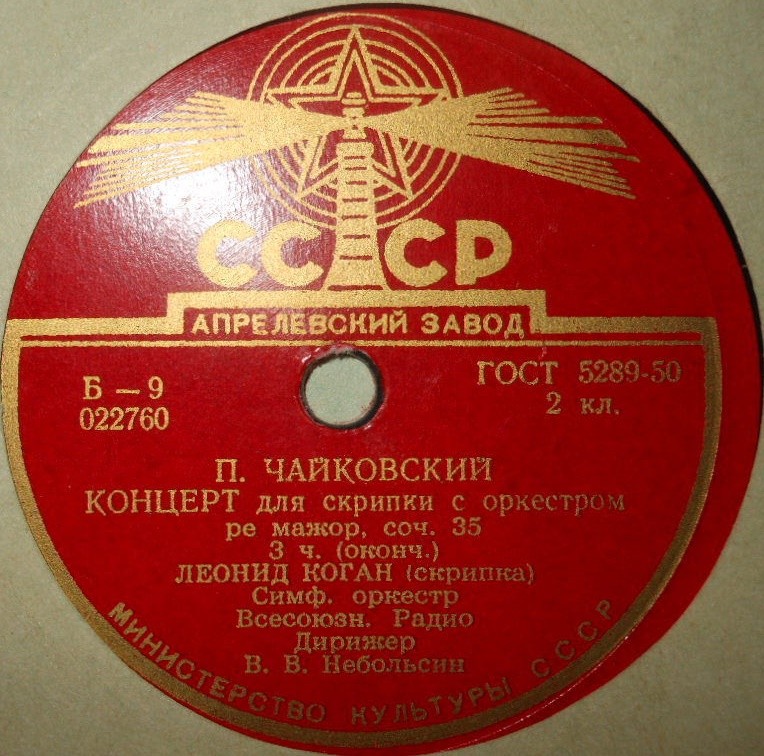 СССР
АПРЕЛЕВСКИЙ ЗАВОД
Б — 9
022760
ГОСТ 5289-50
2 кл.
П. ЧАЙКОВСКИЙ
КОНЦЕРТ для скрипки с оркестром
ре мажор, соч. 35
3 ч. (оконч.)
ЛЕОНИД КОГАН (скрипка)
Симф. оркестр
Всесоюзн. Радио
Дирижер
В. В. Небольсин
МИНИСТЕРСТВО КУЛЬТУРЫ СССР